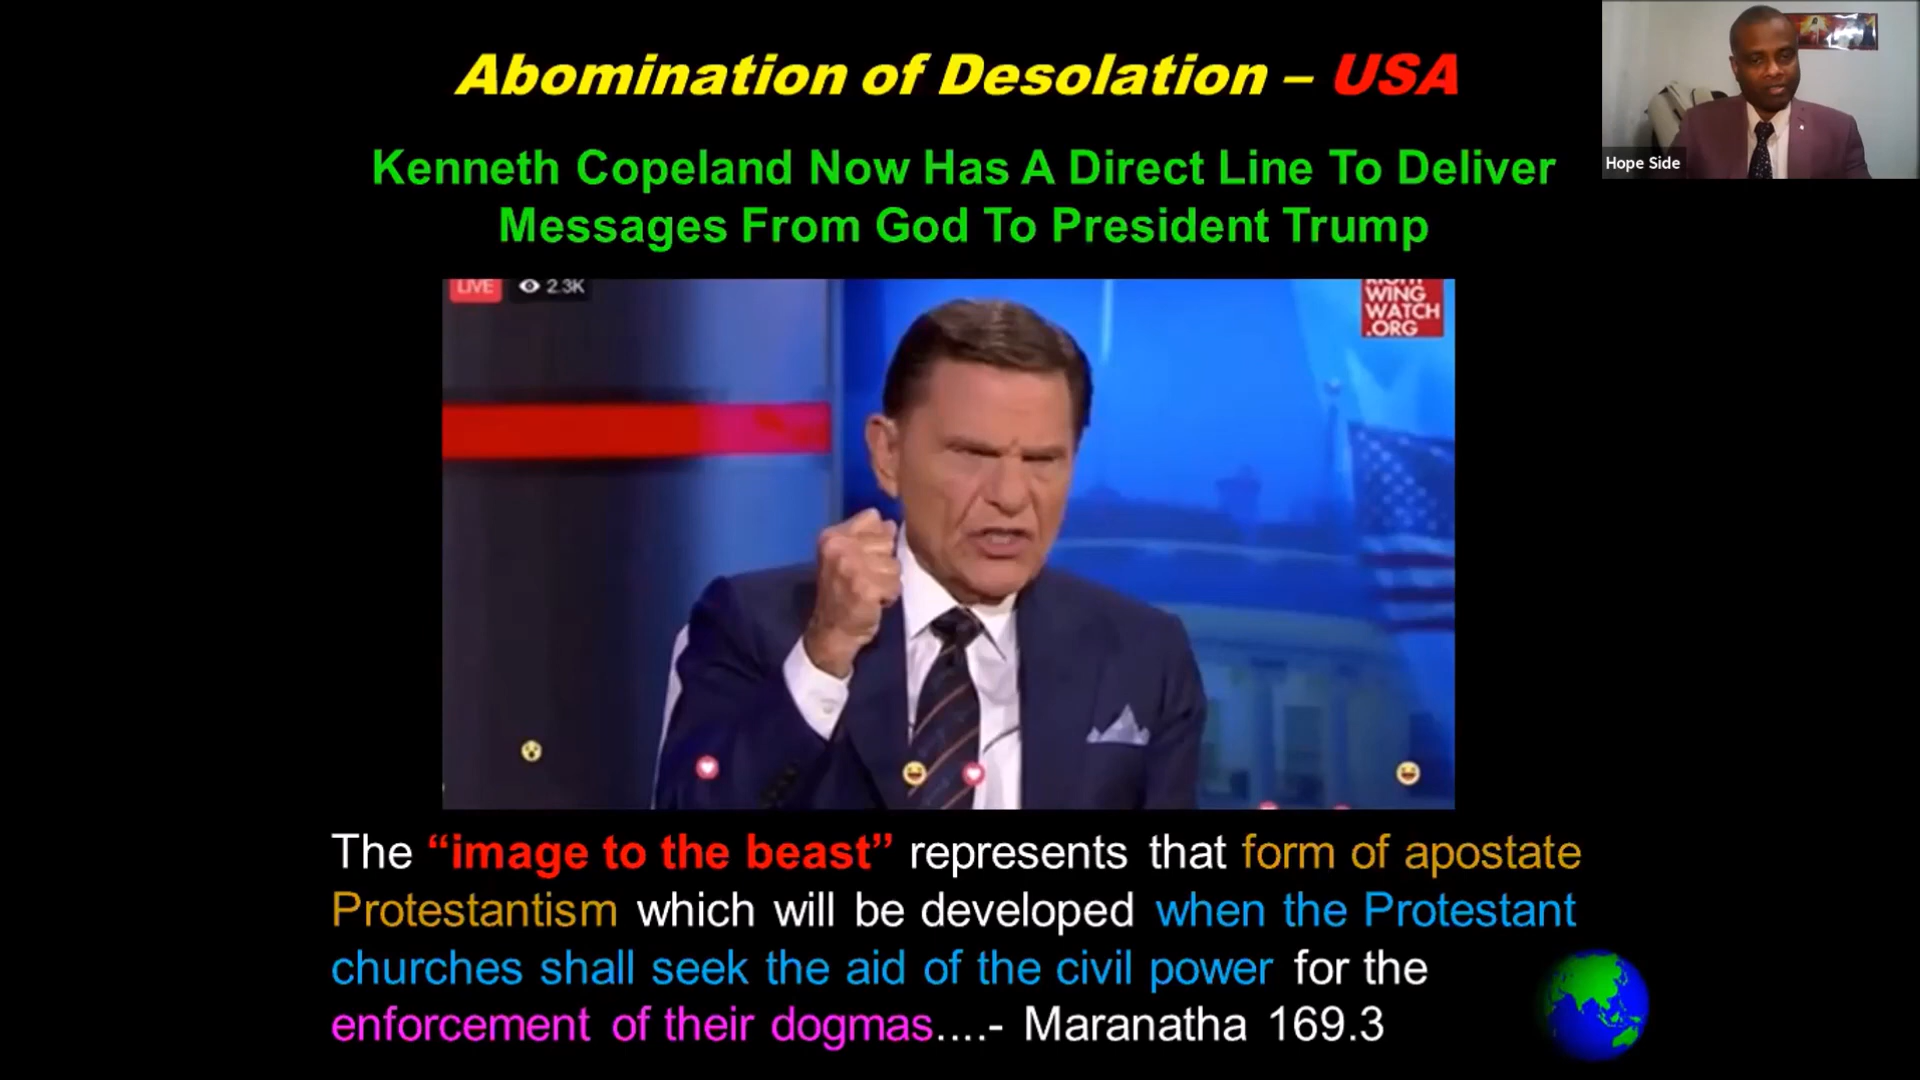 Abomination of Desolation – USA
Hope Side
Kenneth Copeland Now Has A Direct Line To Deliver
Messages From God To President Trump
LIVE 2.3K
RIGHT
WING
WATCH
.ORG
The “image to the beast” represents that form of apostate
Protestantism which will be developed when the Protestant
churches shall seek the aid of the civil power for the
enforcement of their dogmas....- Maranatha 169.3